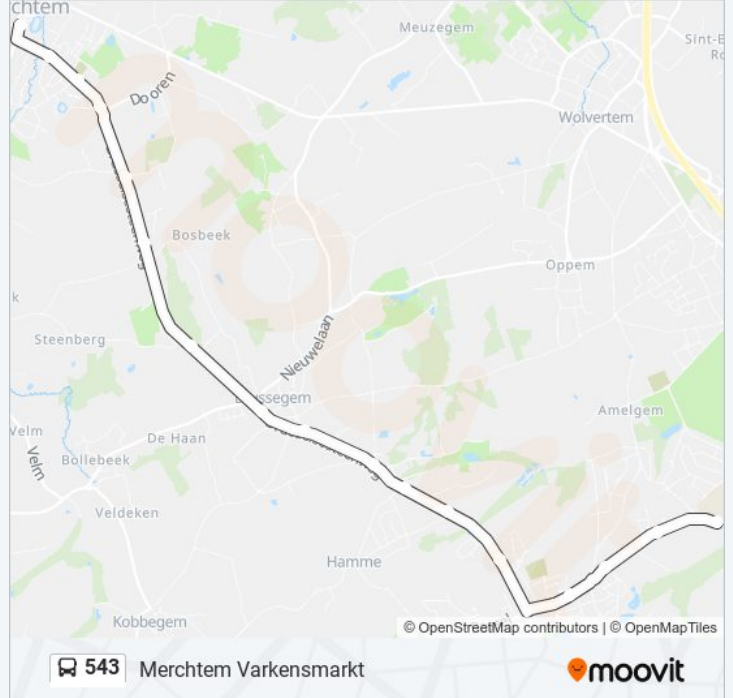 chtem
Meuzegem
Sint-E
Ro
Dooren
Wolvertem
Bosbeek
Oppem
k
Steenberg
Nieuwelaan
ussegem
Amelgem
Velm
De Haan
Velm
Bollebeek
Veldeken
Hamme
Kobbegem
© OpenStreetMap contributors | © OpenMapTiles
543 Merchtem Varkensmarkt
moovit